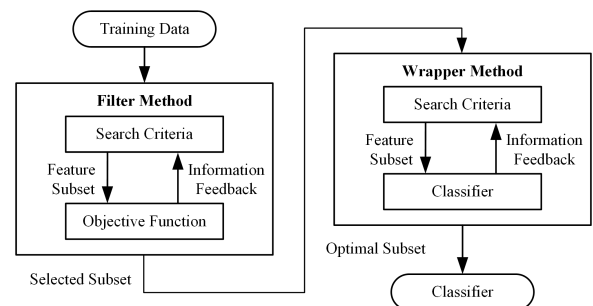 Training Data
Filter Method
Search Criteria
Feature
Subset
Information
Feedback
Objective Function
Selected Subset
Wrapper Method
Search Criteria
Feature
Subset
Information
Feedback
Classifier
Optimal Subset
Classifier